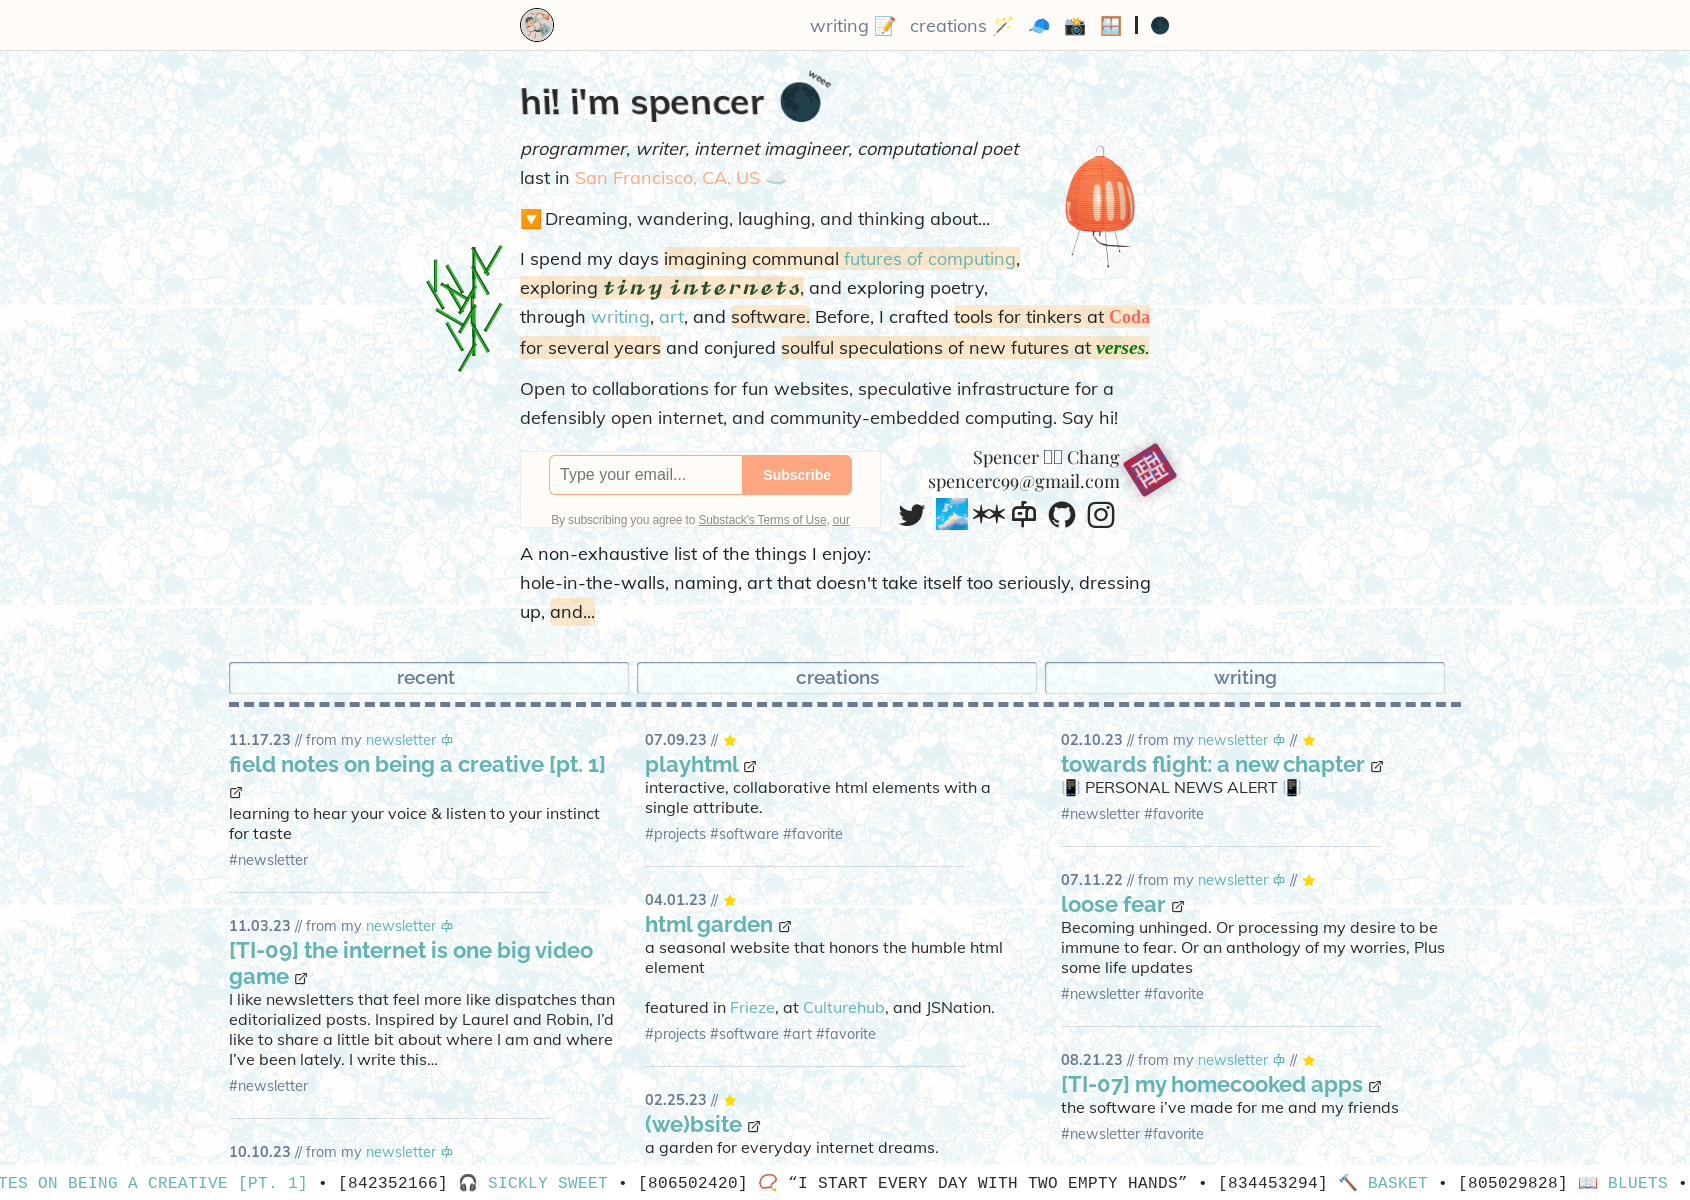 writing 📝 creations 🪄 🧢 📸 🪟 | 🌑
hi! i'm spencer 🌑 weee
programmer, writer, internet imagineer, computational poet
last in San Francisco, CA, US ☁️
🔽 Dreaming, wandering, laughing, and thinking about...
I spend my days imagining communal futures of computing,
exploring tiny internets, and exploring poetry,
through writing, art, and software. Before, I crafted tools for tinkers at Coda
for several years and conjured soulful speculations of new futures at verses.
Open to collaborations for fun websites, speculative infrastructure for a
defensibly open internet, and community-embedded computing. Say hi!
Type your email... Subscribe
By subscribing you agree to Substack's Terms of Use, our
Spencer Chang
spencerc99@gmail.com
A non-exhaustive list of the things I enjoy:
hole-in-the-walls, naming, art that doesn't take itself too seriously, dressing
up, and...
recent
11.17.23 // from my newsletter
field notes on being a creative [pt. 1]
learning to hear your voice & listen to your instinct
for taste
#newsletter
11.03.23 // from my newsletter
[TI-09] the internet is one big video
game
I like newsletters that feel more like dispatches than
editorialized posts. Inspired by Laurel and Robin, I'd
like to share a little bit about where I am and where
I've been lately. I write this...
#newsletter
10.10.23 // from my newsletter
creations
07.09.23 // ⭐
playhtml
interactive, collaborative html elements with a
single attribute.
#projects #software #favorite
04.01.23 // ⭐
html garden
a seasonal website that honors the humble html
element
featured in Frieze, at Culturehub, and JSNation.
#projects #software #art #favorite
02.25.23 // ⭐
(we)bsite
a garden for everyday internet dreams.
writing
02.10.23 // from my newsletter // ⭐
towards flight: a new chapter
📳 PERSONAL NEWS ALERT 📳
#newsletter #favorite
07.11.22 // from my newsletter // ⭐
loose fear
Becoming unhinged. Or processing my desire to be
immune to fear. Or an anthology of my worries, Plus
some life updates
#newsletter #favorite
08.21.23 // from my newsletter // ⭐
[TI-07] my homecooked apps
the software i've made for me and my friends
#newsletter #favorite
TES ON BEING A CREATIVE [PT. 1] • [842352166] 🎧 SICKLY SWEET • [806502420] 📿 “I START EVERY DAY WITH TWO EMPTY HANDS” • [834453294] 🔨 BASKET • [805029828] 📖 BLUETS •